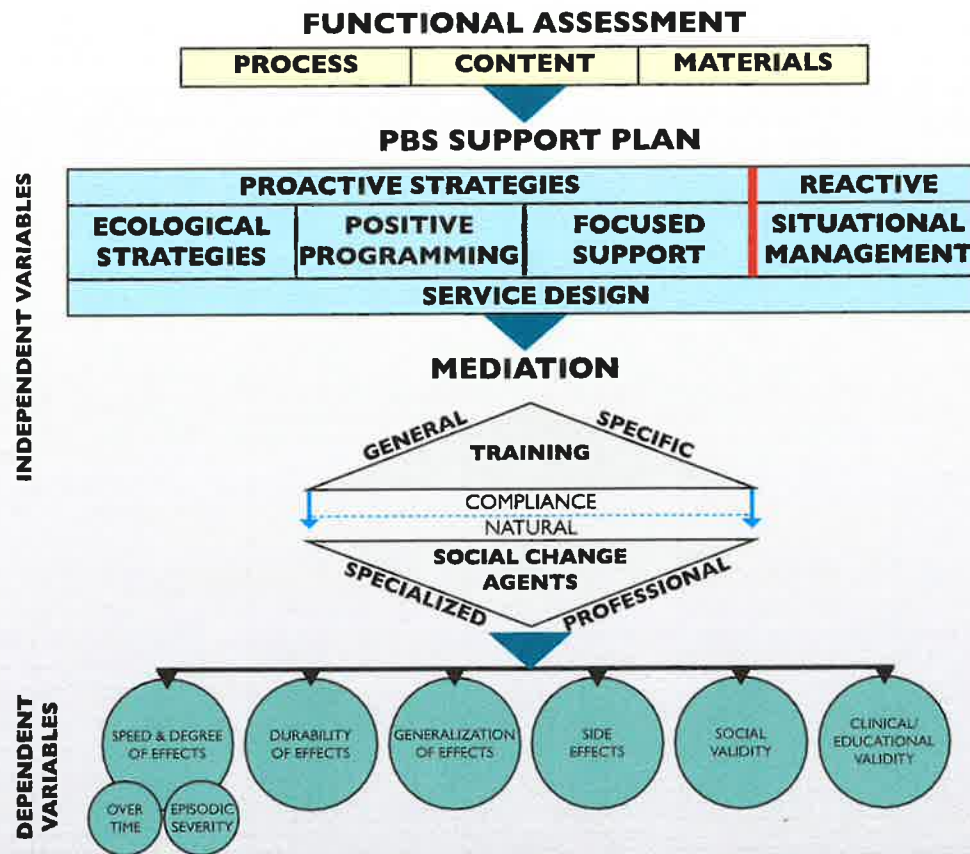 FUNCTIONAL ASSESSMENT
PROCESS CONTENT MATERIALS
PBS SUPPORT PLAN
INDEPENDENT VARIABLES
PROACTIVE STRATEGIES REACTIVE
ECOLOGICAL STRATEGIES
POSITIVE PROGRAMMING
FOCUSED SUPPORT
SITUATIONAL MANAGEMENT
SERVICE DESIGN
MEDIATION
GENERAL SPECIFIC
TRAINING
COMPLIANCE
NATURAL
SOCIAL CHANGE
AGENTS
SPECIALIZED PROFESSIONAL
DEPENDENT
VARIABLES
SPEED & DEGREE
OF EFFECTS
OVER
TIME
EPISODIC
SEVERITY
DURABILITY
OF EFFECTS
GENERALIZATION
OF EFFECTS
SIDE
EFFECTS
SOCIAL
VALIDITY
CLINICAL/
EDUCATIONAL
VALIDITY